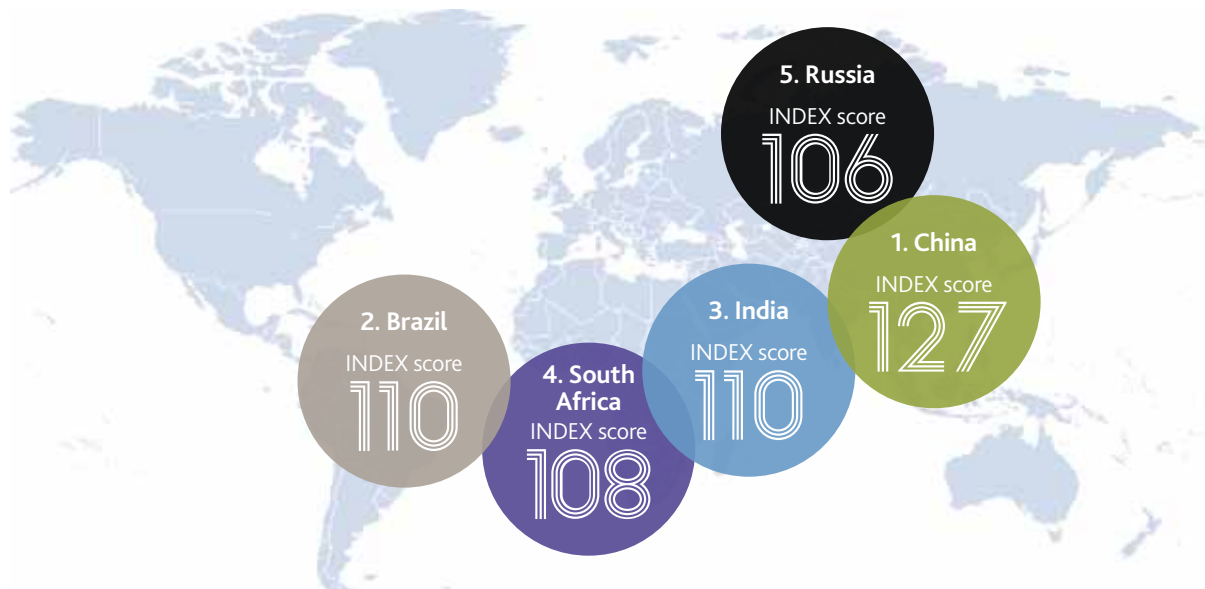 5. Russia
INDEX score
106
1. China
INDEX score
127
2. Brazil
INDEX score
110
3. India
INDEX score
110
4. South
Africa
INDEX score
108